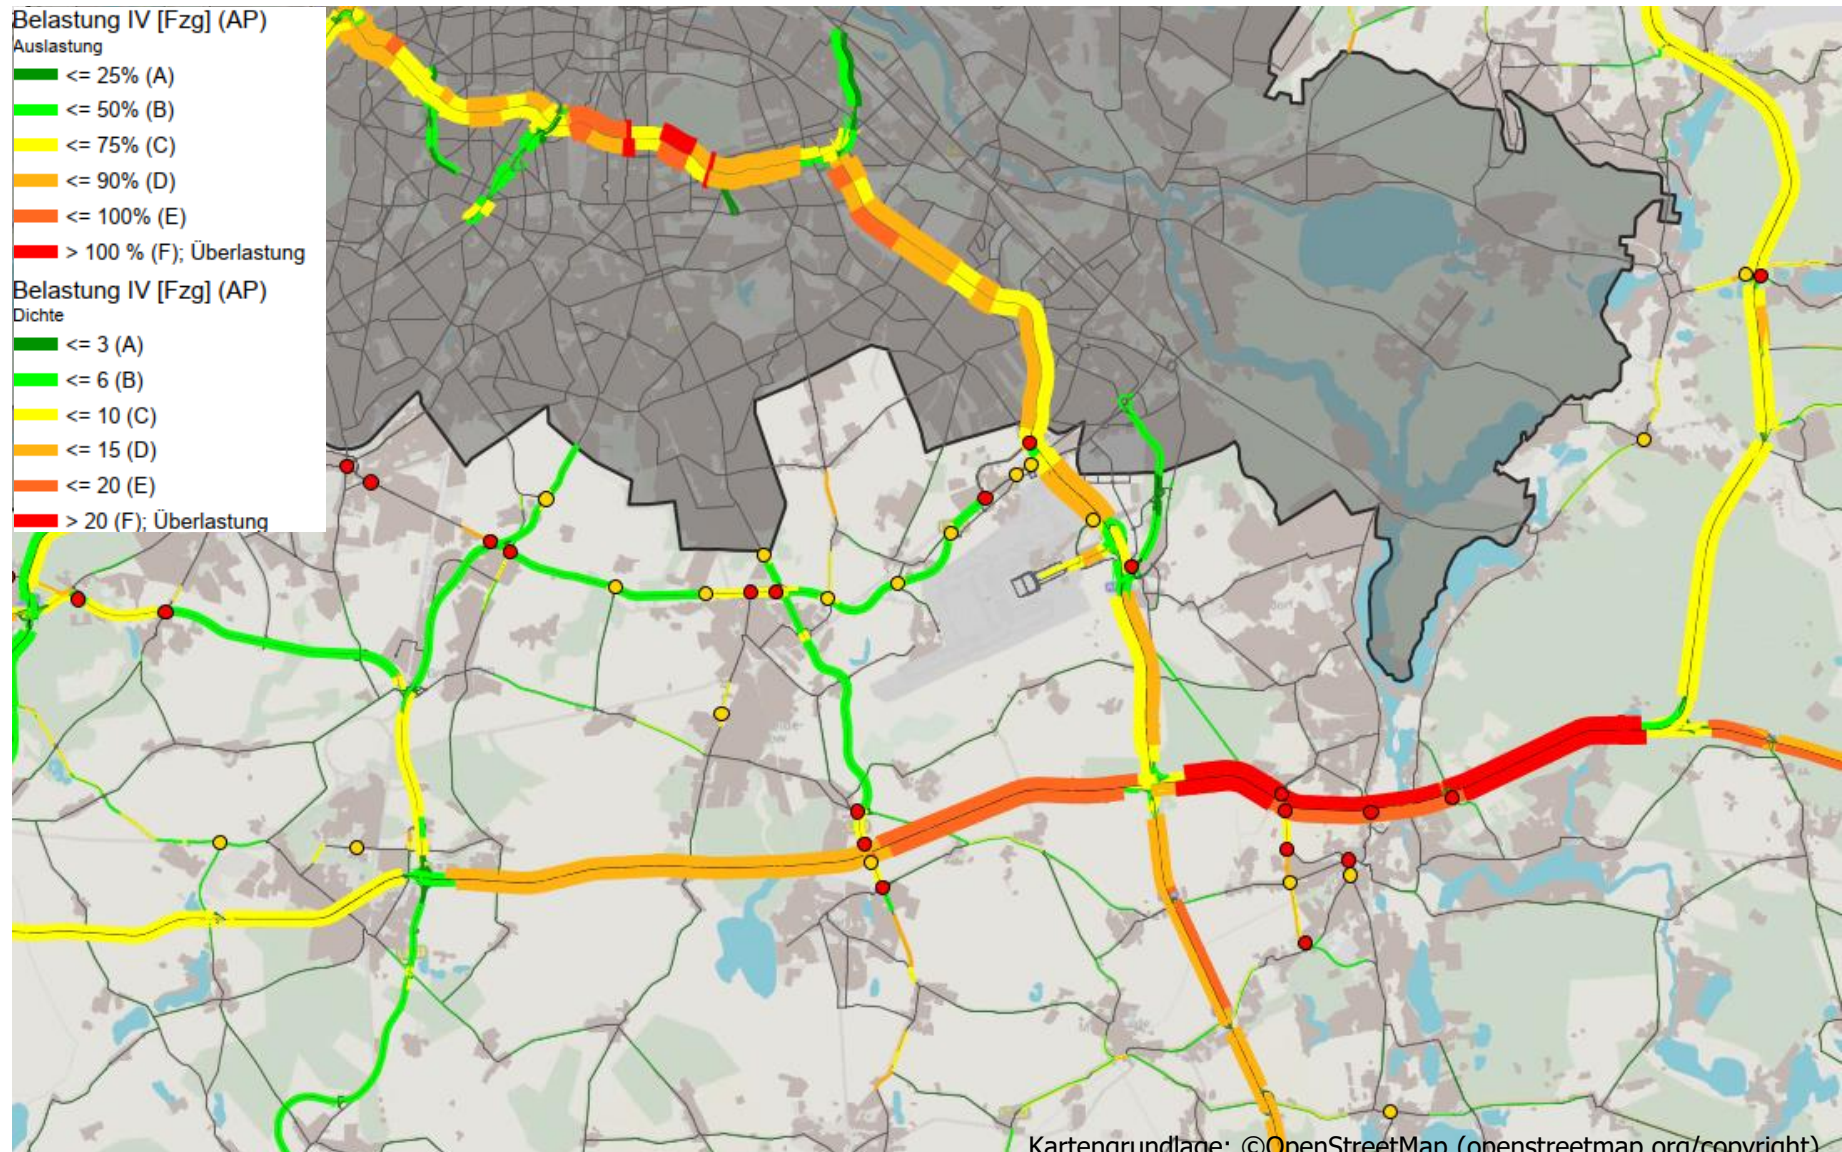 Belastung IV [Fzg] (AP)
Auslastung
<= 25% (A)
<= 50% (B)
<= 75% (C)
<= 90% (D)
<= 100% (E)
> 100 % (F); Überlastung
Belastung IV [Fzg] (AP)
Dichte
<= 3 (A)
<= 6 (B)
<= 10 (C)
<= 15 (D)
<= 20 (E)
> 20 (F); Überlastung
Kartengrundlage: ©OpenStreetMap (openstreetmap.org/copyright)